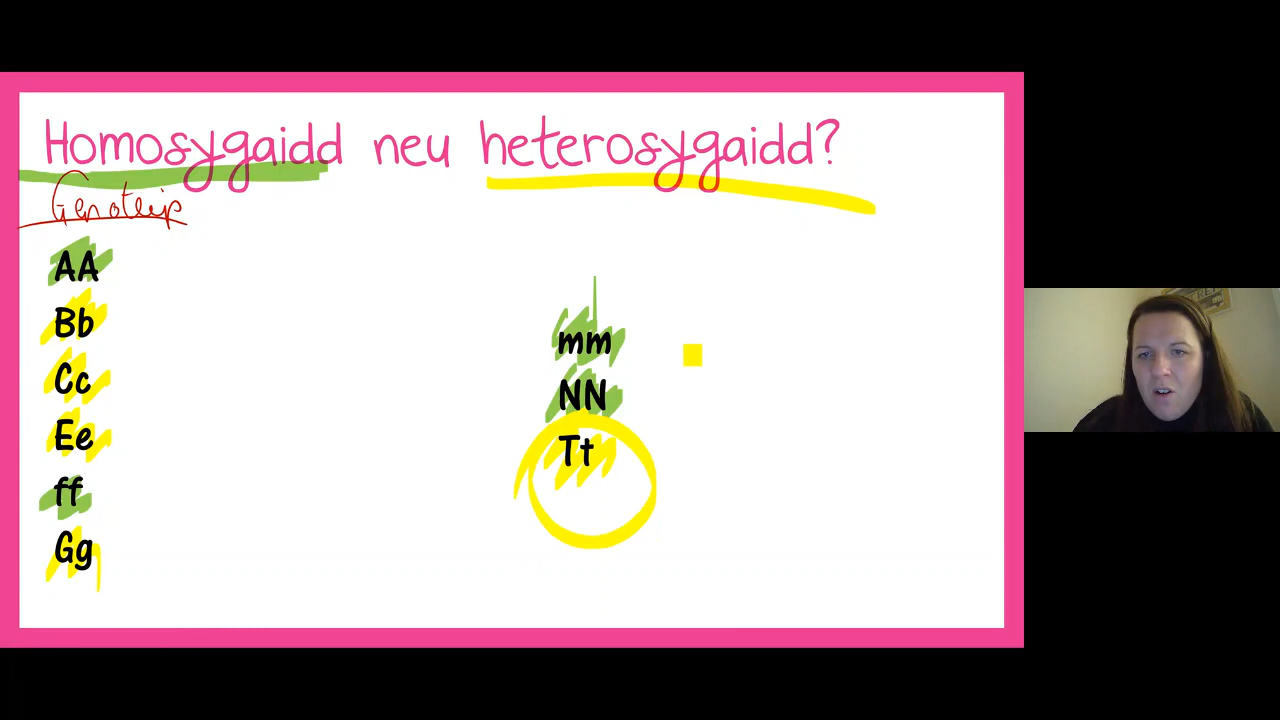 Homosygaidd neu heterosygaidd?
Genoteip
AA
Bb
Cc
Ee
ff
Gg
mm
NN
Tt